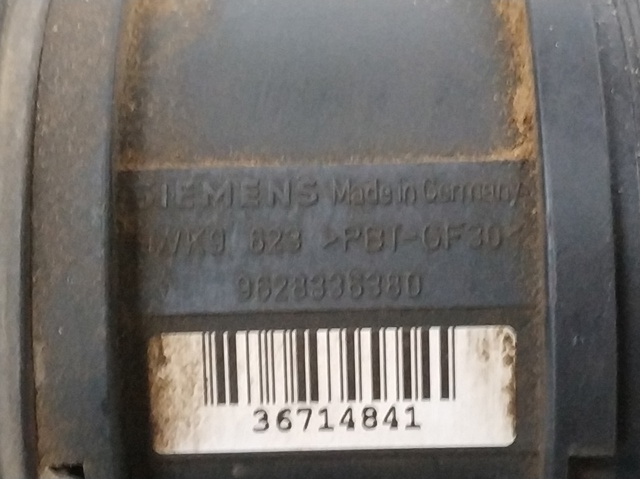 SIEMENS Made in Germany
5WK9 623 >PBT-GF30<
9628336380
36714841